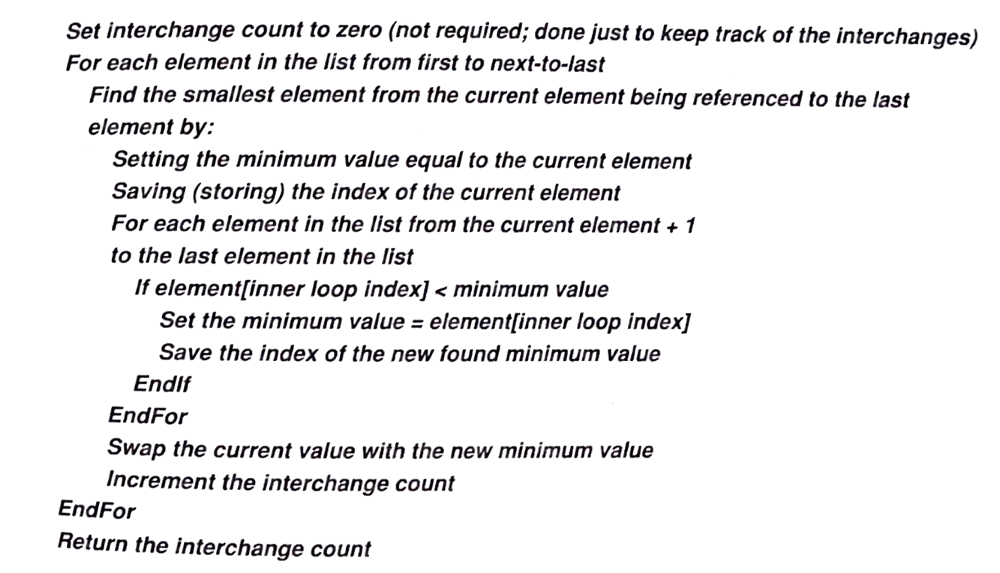 Set interchange count to zero (not required; done just to keep track of the interchanges)
For each element in the list from first to next-to-last
Find the smallest element from the current element being referenced to the last
element by:
Setting the minimum value equal to the current element
Saving (storing) the index of the current element
For each element in the list from the current element + 1
to the last element in the list
If element[inner loop index] < minimum value
Set the minimum value = element[inner loop index]
Save the index of the new found minimum value
EndIf
EndFor
Swap the current value with the new minimum value
Increment the interchange count
EndFor
Return the interchange count